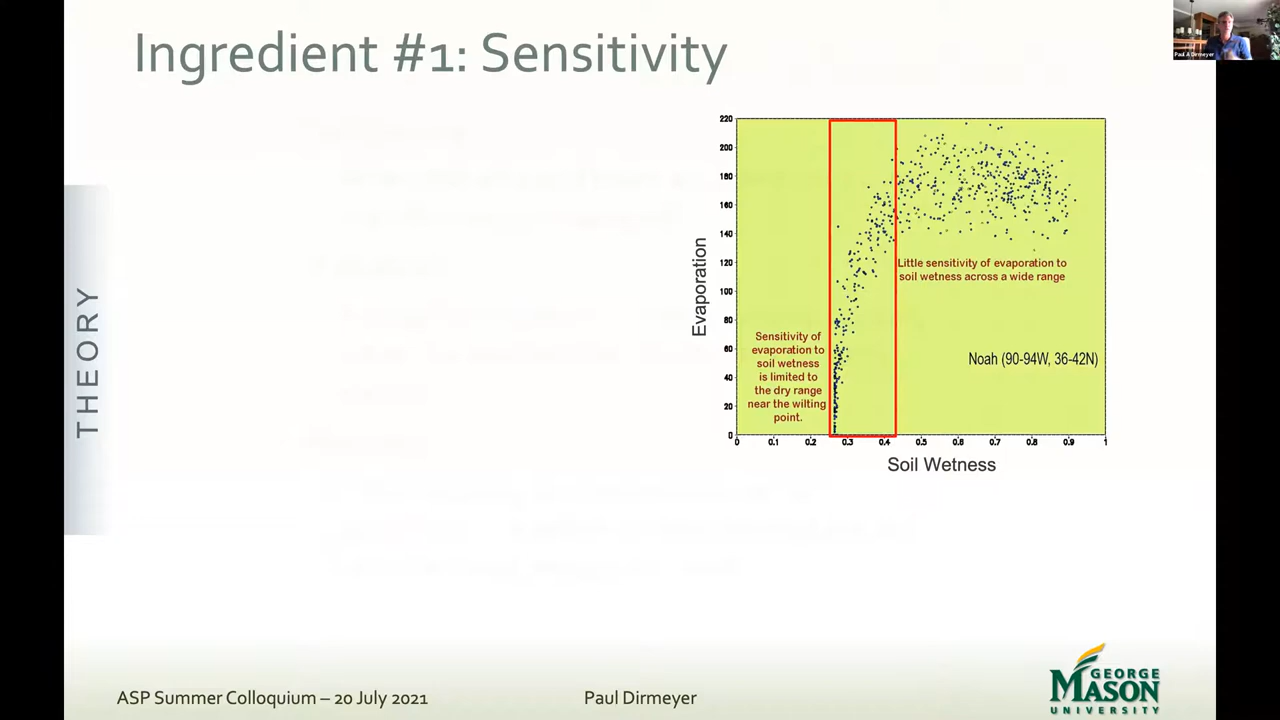 Ingredient #1: Sensitivity
Paul A Dirmeyer
THEORY
220
200
180
160
140
120
100
80
60
40
20
0
Evaporation
Little sensitivity of evaporation to
soil wetness across a wide range
Sensitivity of
evaporation to
soil wetness
is limited to
the dry range
near the wilting
point.
Noah (90-94W, 36-42N)
0 0.1 0.2 0.3 0.4 0.5 0.6 0.7 0.8 0.9 1
Soil Wetness
ASP Summer Colloquium – 20 July 2021
Paul Dirmeyer
GEORGE
MASON
UNIVERSITY